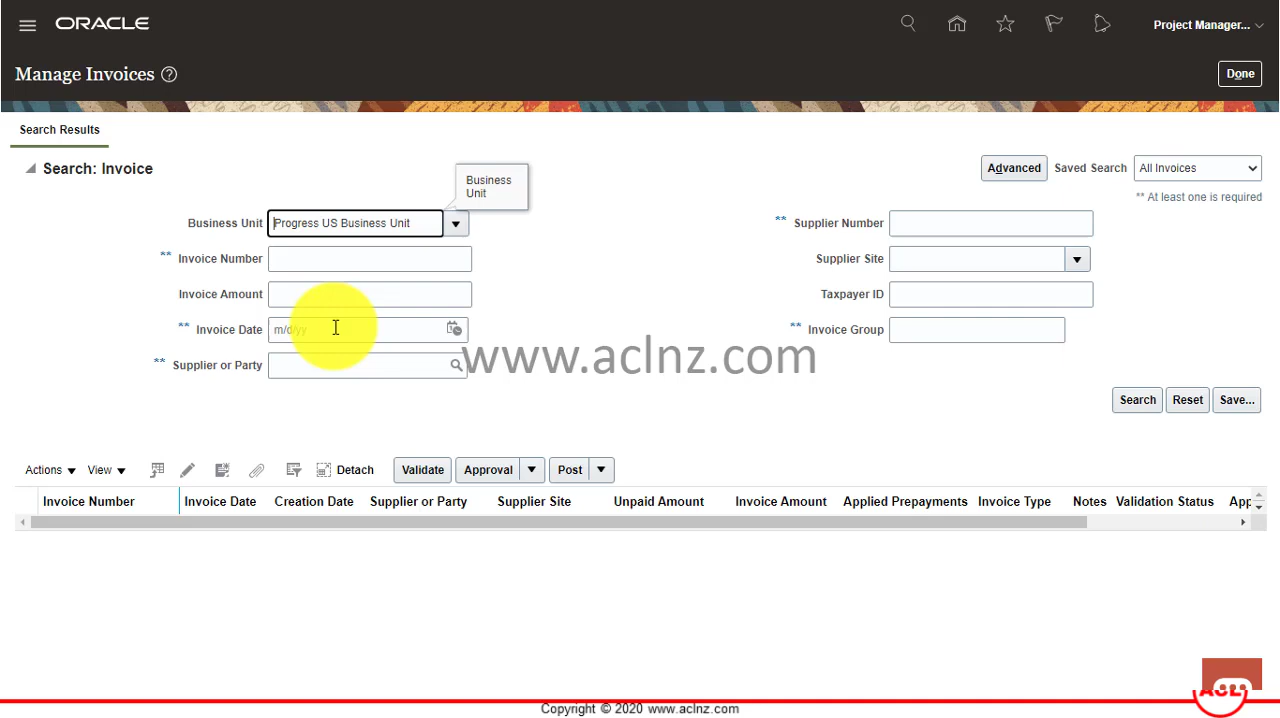 ORACLE
Project Manager...
Manage Invoices
Done
Search Results
Search: Invoice
Advanced Saved Search All Invoices
** At least one is required
Business Unit
Business Unit Progress US Business Unit
** Supplier Number
** Invoice Number
Supplier Site
Invoice Amount
Taxpayer ID
** Invoice Date m/d/yy
** Invoice Group
** Supplier or Party
www.aclnz.com
Search Reset Save...
Actions View Detach Validate Approval Post
Invoice Number Invoice Date Creation Date Supplier or Party Supplier Site Unpaid Amount Invoice Amount Applied Prepayments Invoice Type Notes Validation Status App
ACL
Copyright © 2020 www.aclnz.com